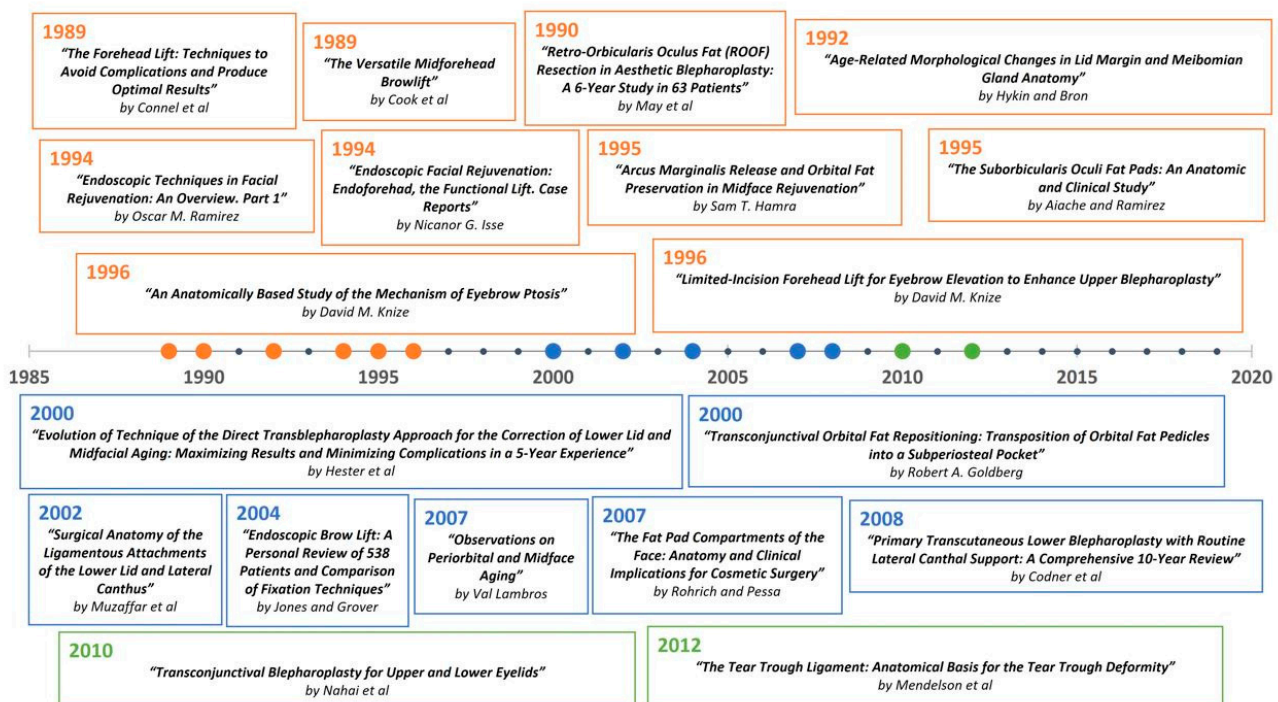 1989
“The Forehead Lift: Techniques to
Avoid Complications and Produce
Optimal Results”
by Connel et al
1989
“The Versatile Midforehead
Browlift”
by Cook et al
1990
“Retro-Orbicularis Oculus Fat (ROOF)
Resection in Aesthetic Blepharoplasty:
A 6-Year Study in 63 Patients”
by May et al
1992
“Age-Related Morphological Changes in Lid Margin and Meibomian
Gland Anatomy”
by Hykin and Bron
1994
“Endoscopic Techniques in Facial
Rejuvenation: An Overview. Part 1”
by Oscar M. Ramirez
1994
“Endoscopic Facial Rejuvenation:
Endoforehad, the Functional Lift. Case
Reports”
by Nicanor G. Isse
1995
“Arcus Marginalis Release and Orbital Fat
Preservation in Midface Rejuvenation”
by Sam T. Hamra
1995
“The Suborbicularis Oculi Fat Pads: An Anatomic
and Clinical Study”
by Aiache and Ramirez
1996
“An Anatomically Based Study of the Mechanism of Eyebrow Ptosis”
by David M. Knize
1996
“Limited-Incision Forehead Lift for Eyebrow Elevation to Enhance Upper Blepharoplasty”
by David M. Knize
1985 1990 1995 2000 2005 2010 2015 2020
2000
“Evolution of Technique of the Direct Transblepharoplasty Approach for the Correction of Lower Lid and
Midfacial Aging: Maximizing Results and Minimizing Complications in a 5-Year Experience”
by Hester et al
2000
“Transconjunctival Orbital Fat Repositioning: Transposition of Orbital Fat Pedicles
into a Subperiosteal Pocket”
by Robert A. Goldberg
2002
“Surgical Anatomy of the
Ligamentous Attachments
of the Lower Lid and Lateral
Canthus”
by Muzaffar et al
2004
“Endoscopic Brow Lift: A
Personal Review of 538
Patients and Comparison
of Fixation Techniques”
by Jones and Grover
2007
“Observations on
Periorbital and Midface
Aging”
by Val Lambros
2007
“The Fat Pad Compartments of the
Face: Anatomy and Clinical
Implications for Cosmetic Surgery”
by Rohrich and Pessa
2008
“Primary Transcutaneous Lower Blepharoplasty with Routine
Lateral Canthal Support: A Comprehensive 10-Year Review”
by Codner et al
2010
“Transconjunctival Blepharoplasty for Upper and Lower Eyelids”
by Nahai et al
2012
“The Tear Trough Ligament: Anatomical Basis for the Tear Trough Deformity”
by Mendelson et al